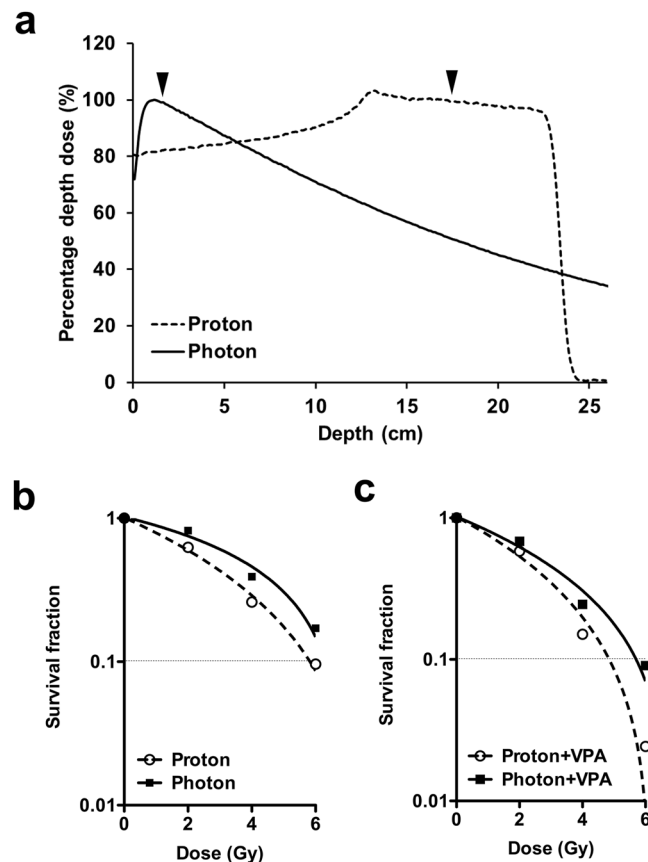 a
Percentage depth dose (%)
120
100
80
60
40
20
0
Proton
Photon
0 5 10 15 20 25
Depth (cm)
b
Survival fraction
1
0.1
0.01
Proton
Photon
0 2 4 6
Dose (Gy)
c
Survival fraction
1
0.1
0.01
Proton+VPA
Photon+VPA
0 2 4 6
Dose (Gy)